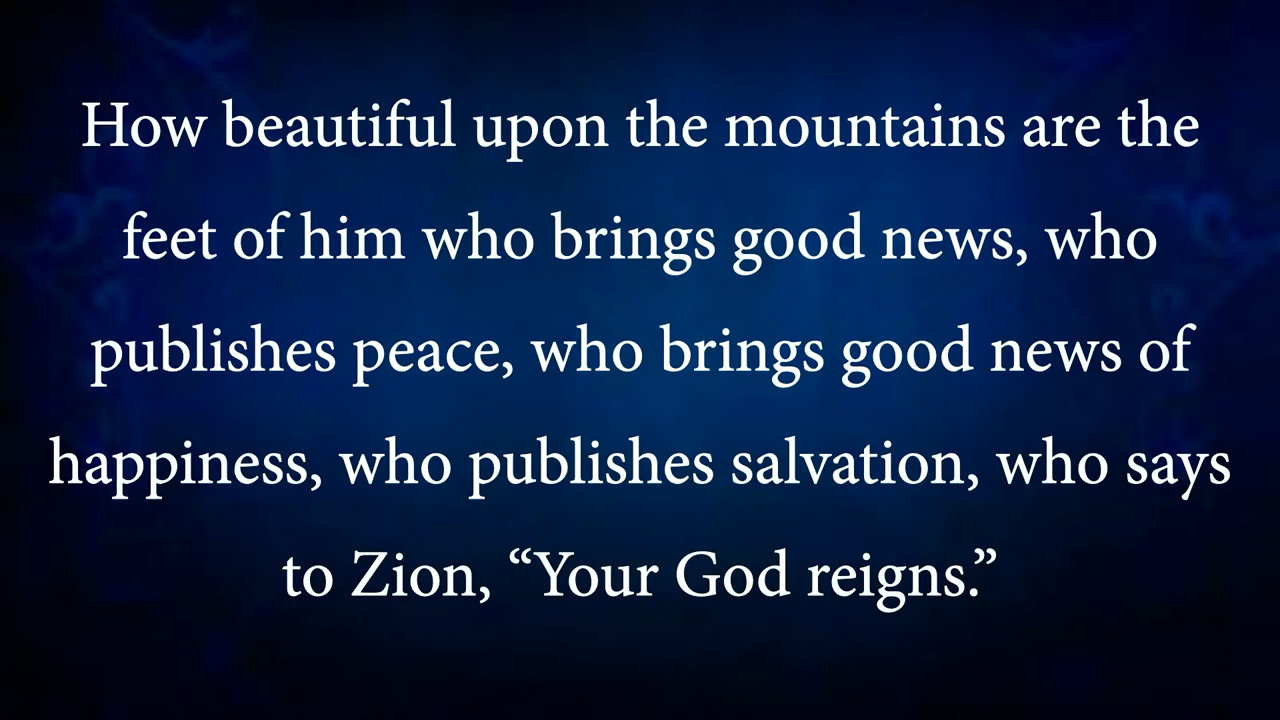 How beautiful upon the mountains are the
feet of him who brings good news, who
publishes peace, who brings good news of
happiness, who publishes salvation, who says
to Zion, “Your God reigns.”